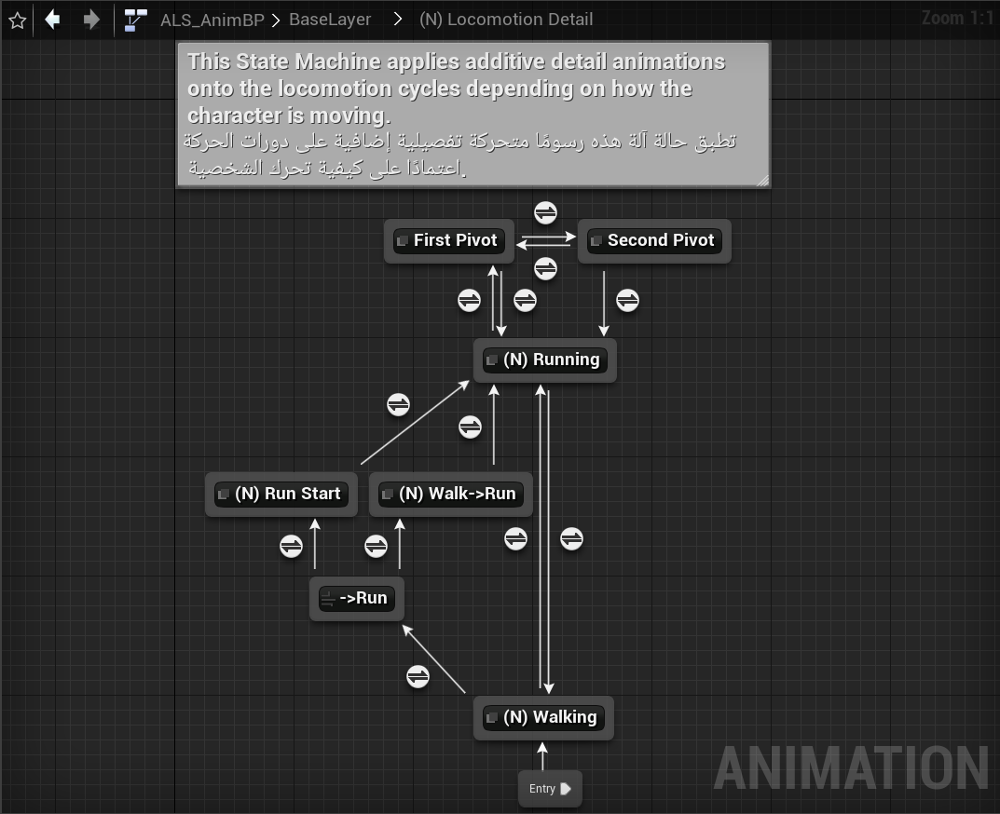 ALS_AnimBP > BaseLayer > (N) Locomotion Detail
Zoom 1:1
This State Machine applies additive detail animations
onto the locomotion cycles depending on how the
character is moving.
تطبق حالة آلة هذه رسومًا متحركة تفصيلية إضافية على دورات الحركة
اعتمادًا على كيفية تحرك الشخصية.
First Pivot
Second Pivot
(N) Running
(N) Run Start
(N) Walk->Run
->Run
(N) Walking
Entry
ANIMATION